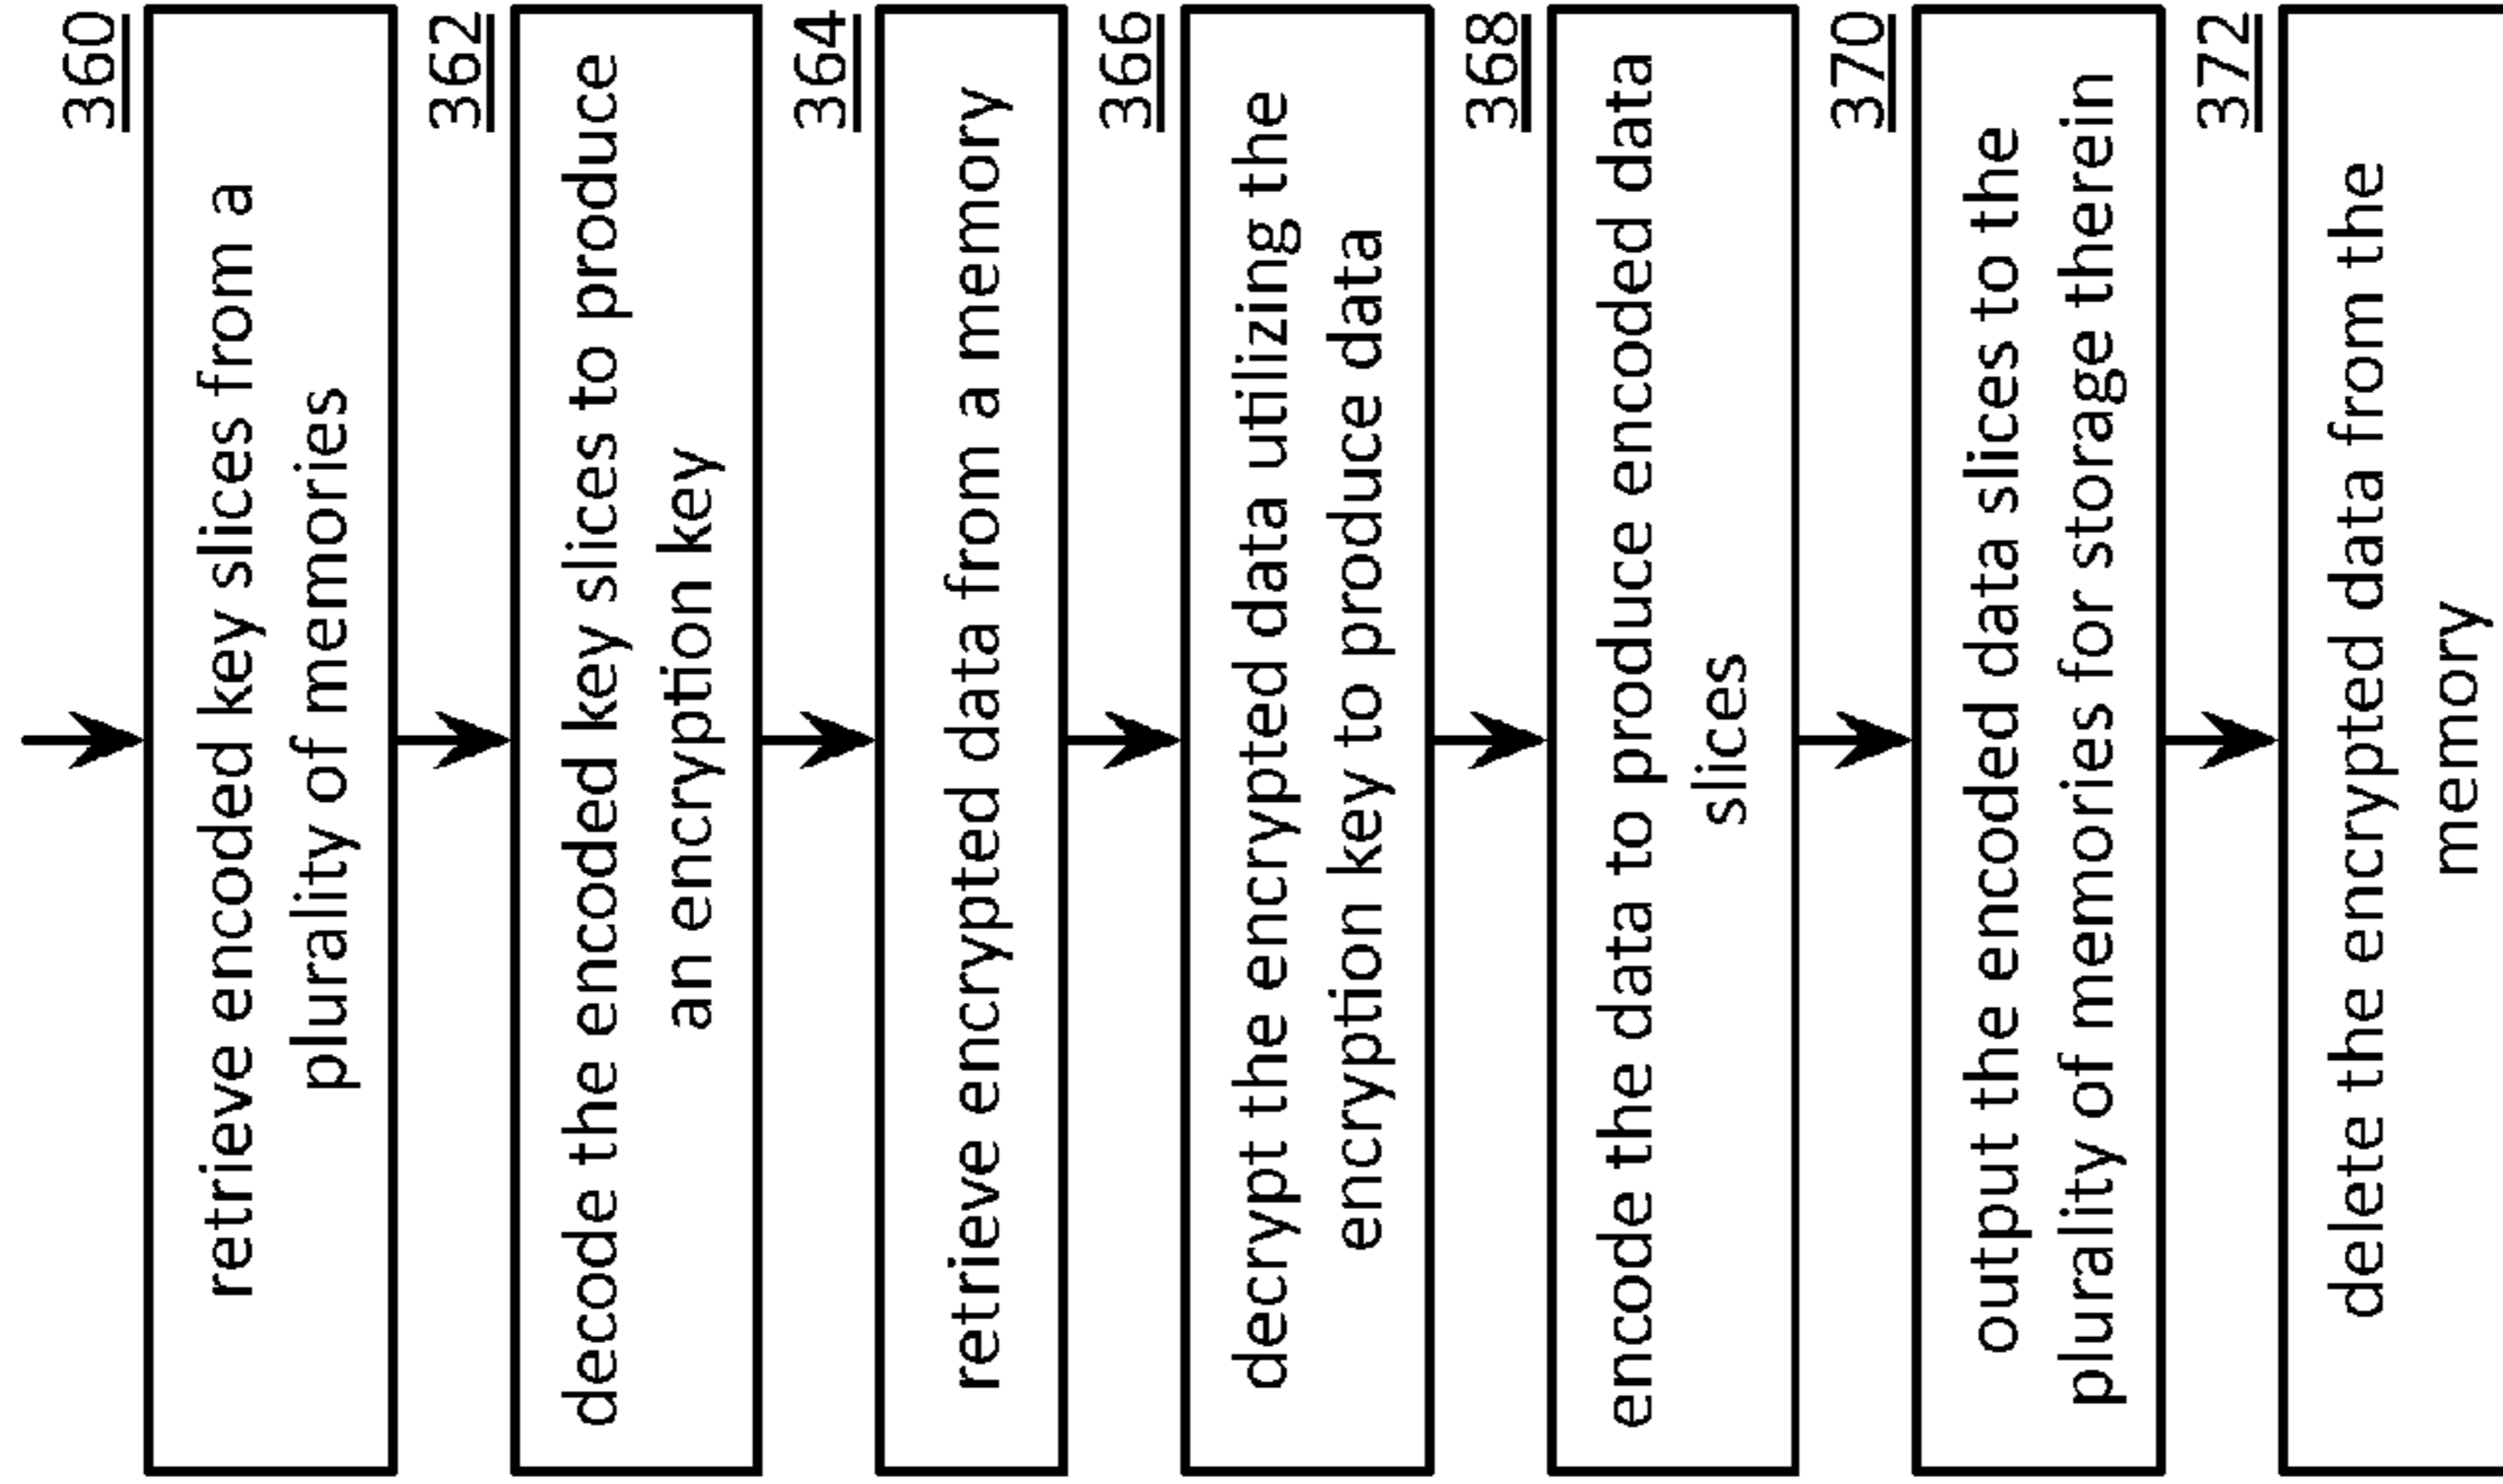 360
retrieve encoded key slices from a
plurality of memories
362
decode the encoded key slices to produce
an encryption key
364
retrieve encrypted data from a memory
366
decrypt the encrypted data utilizing the
encryption key to produce data
368
encode the data to produce encoded data
slices
370
output the encoded data slices to the
plurality of memories for storage therein
372
delete the encrypted data from the
memory